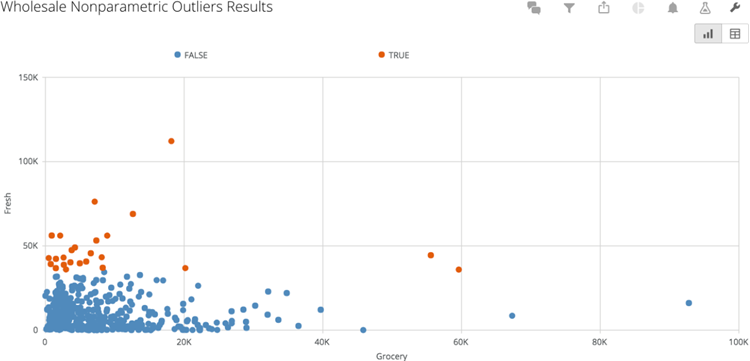 Wholesale Nonparametric Outliers Results
FALSE TRUE
150K
100K
50K
0
Fresh
0 20K 40K 60K 80K 100K
Grocery